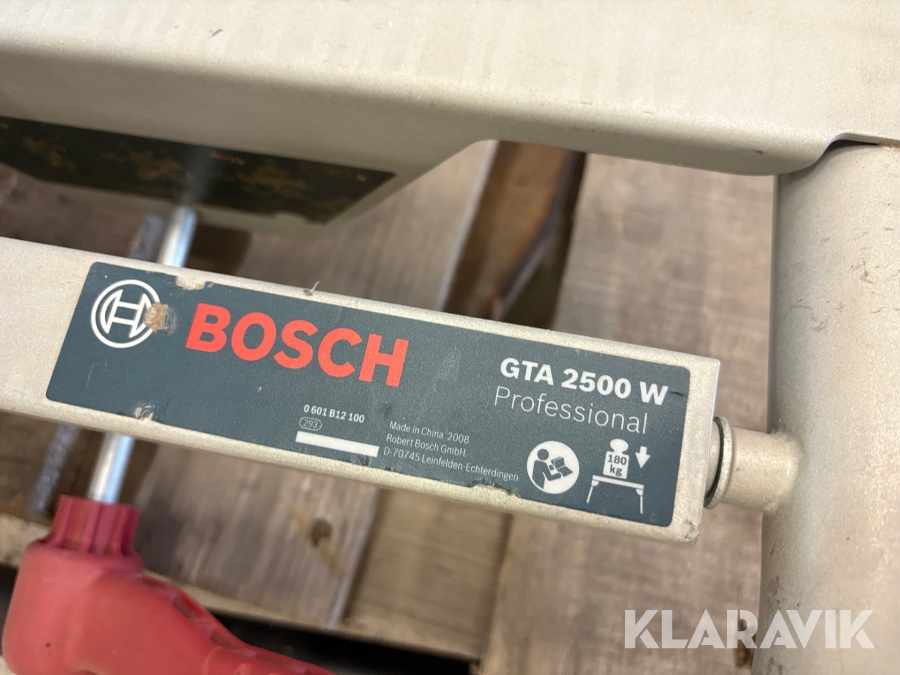 BOSCH
GTA 2500 W
Professional
0 601 B12 100
293
Made in China 2008
Robert Bosch GmbH
D-70745 Leinfelden-Echterdingen
180
kg
KLARAVIK